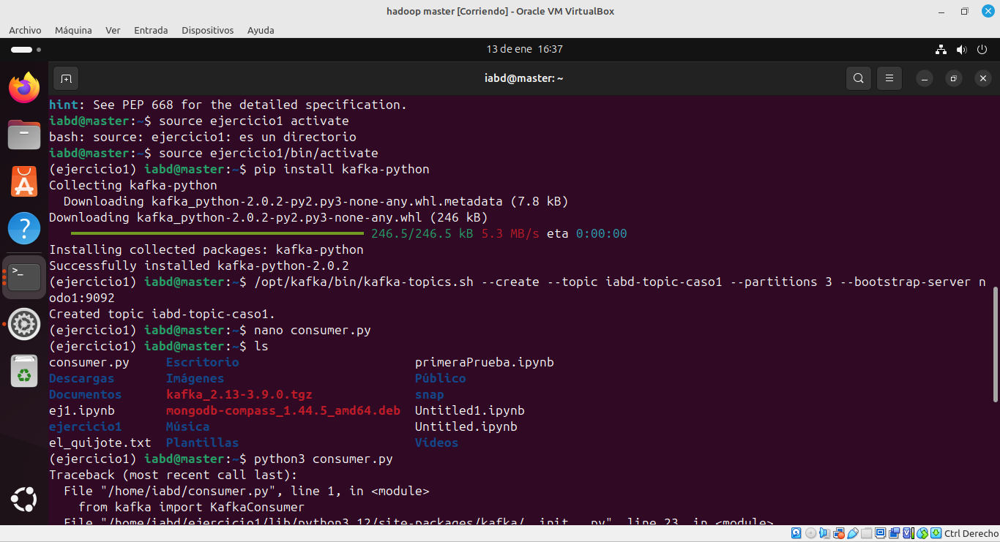 hadoop master [Corriendo] - Oracle VM VirtualBox
Archivo Máquina Ver Entrada Dispositivos Ayuda
13 de ene 16:37
iabd@master: ~
hint: See PEP 668 for the detailed specification.
iabd@master:~$ source ejercicio1 activate
bash: source: ejercicio1: es un directorio
iabd@master:~$ source ejercicio1/bin/activate
(ejercicio1) iabd@master:~$ pip install kafka-python
Collecting kafka-python
Downloading kafka_python-2.0.2-py2.py3-none-any.whl.metadata (7.8 kB)
Downloading kafka_python-2.0.2-py2.py3-none-any.whl (246 kB)
246.5/246.5 kB 5.3 MB/s eta 0:00:00
Installing collected packages: kafka-python
Successfully installed kafka-python-2.0.2
(ejercicio1) iabd@master:~$ /opt/kafka/bin/kafka-topics.sh --create --topic iabd-topic-caso1 --partitions 3 --bootstrap-server n
odo1:9092
Created topic iabd-topic-caso1.
(ejercicio1) iabd@master:~$ nano consumer.py
(ejercicio1) iabd@master:~$ ls
consumer.py Escritorio primeraPrueba.ipynb
Descargas Imágenes Público
Documentos kafka_2.13-3.9.0.tgz snap
ej1.ipynb mongodb-compass_1.44.5_amd64.deb Untitled1.ipynb
ejercicio1 Música Untitled.ipynb
el_quijote.txt Plantillas Vídeos
(ejercicio1) iabd@master:~$ python3 consumer.py
Traceback (most recent call last):
File "/home/iabd/consumer.py", line 1, in <module>
from kafka import KafkaConsumer
File "/home/iabd/ejercicio1/lib/python3.12/site-packages/kafka/__init__.py", line 23, in <module>
Ctrl Derecho